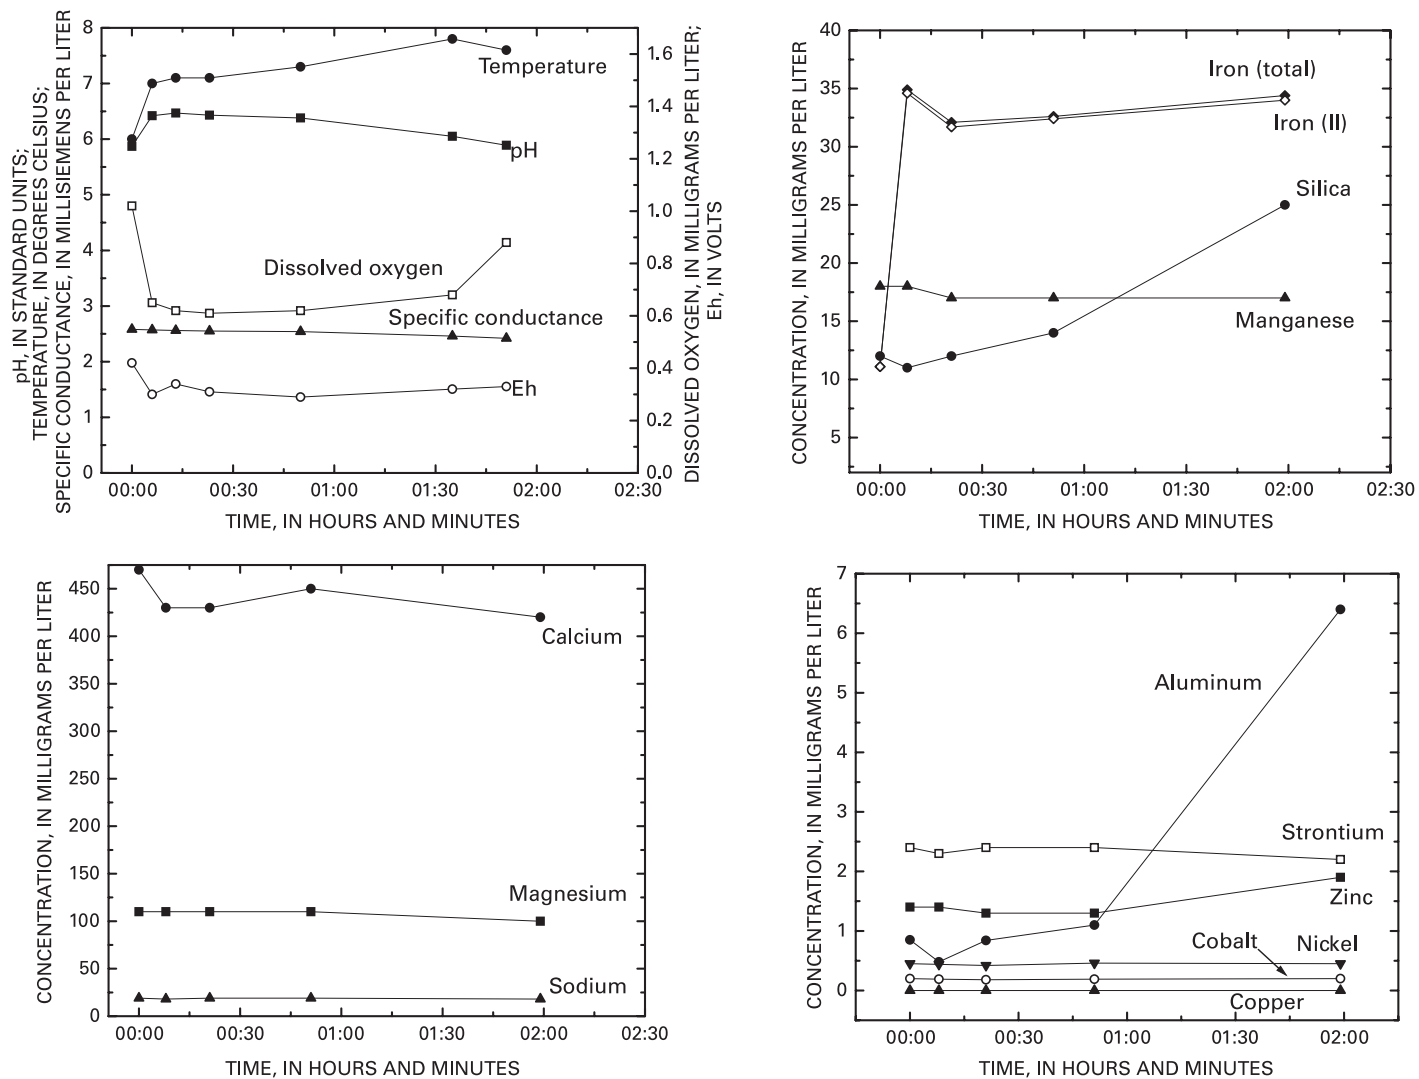 pH, IN STANDARD UNITS;
TEMPERATURE, IN DEGREES CELSIUS;
SPECIFIC CONDUCTANCE, IN MILLISIEMENS PER LITER
8
7
6
5
4
3
2
1
0
Temperature
pH
Dissolved oxygen
Specific conductance
Eh
1.6
1.4
1.2
1.0
0.8
0.6
0.4
0.2
0.0
DISSOLVED OXYGEN, IN MILLIGRAMS PER LITER;
Eh, IN VOLTS
00:00 00:30 01:00 01:30 02:00 02:30
TIME, IN HOURS AND MINUTES
CONCENTRATION, IN MILLIGRAMS PER LITER
40
35
30
25
20
15
10
5
Iron (total)
Iron (II)
Silica
Manganese
00:00 00:30 01:00 01:30 02:00 02:30
TIME, IN HOURS AND MINUTES
CONCENTRATION, IN MILLIGRAMS PER LITER
450
400
350
300
250
200
150
100
50
0
Calcium
Magnesium
Sodium
00:00 00:30 01:00 01:30 02:00 02:30
TIME, IN HOURS AND MINUTES
CONCENTRATION, IN MILLIGRAMS PER LITER
7
6
5
4
3
2
1
0
Aluminum
Strontium
Zinc
Cobalt
Nickel
Copper
00:00 00:30 01:00 01:30 02:00
TIME, IN HOURS AND MINUTES